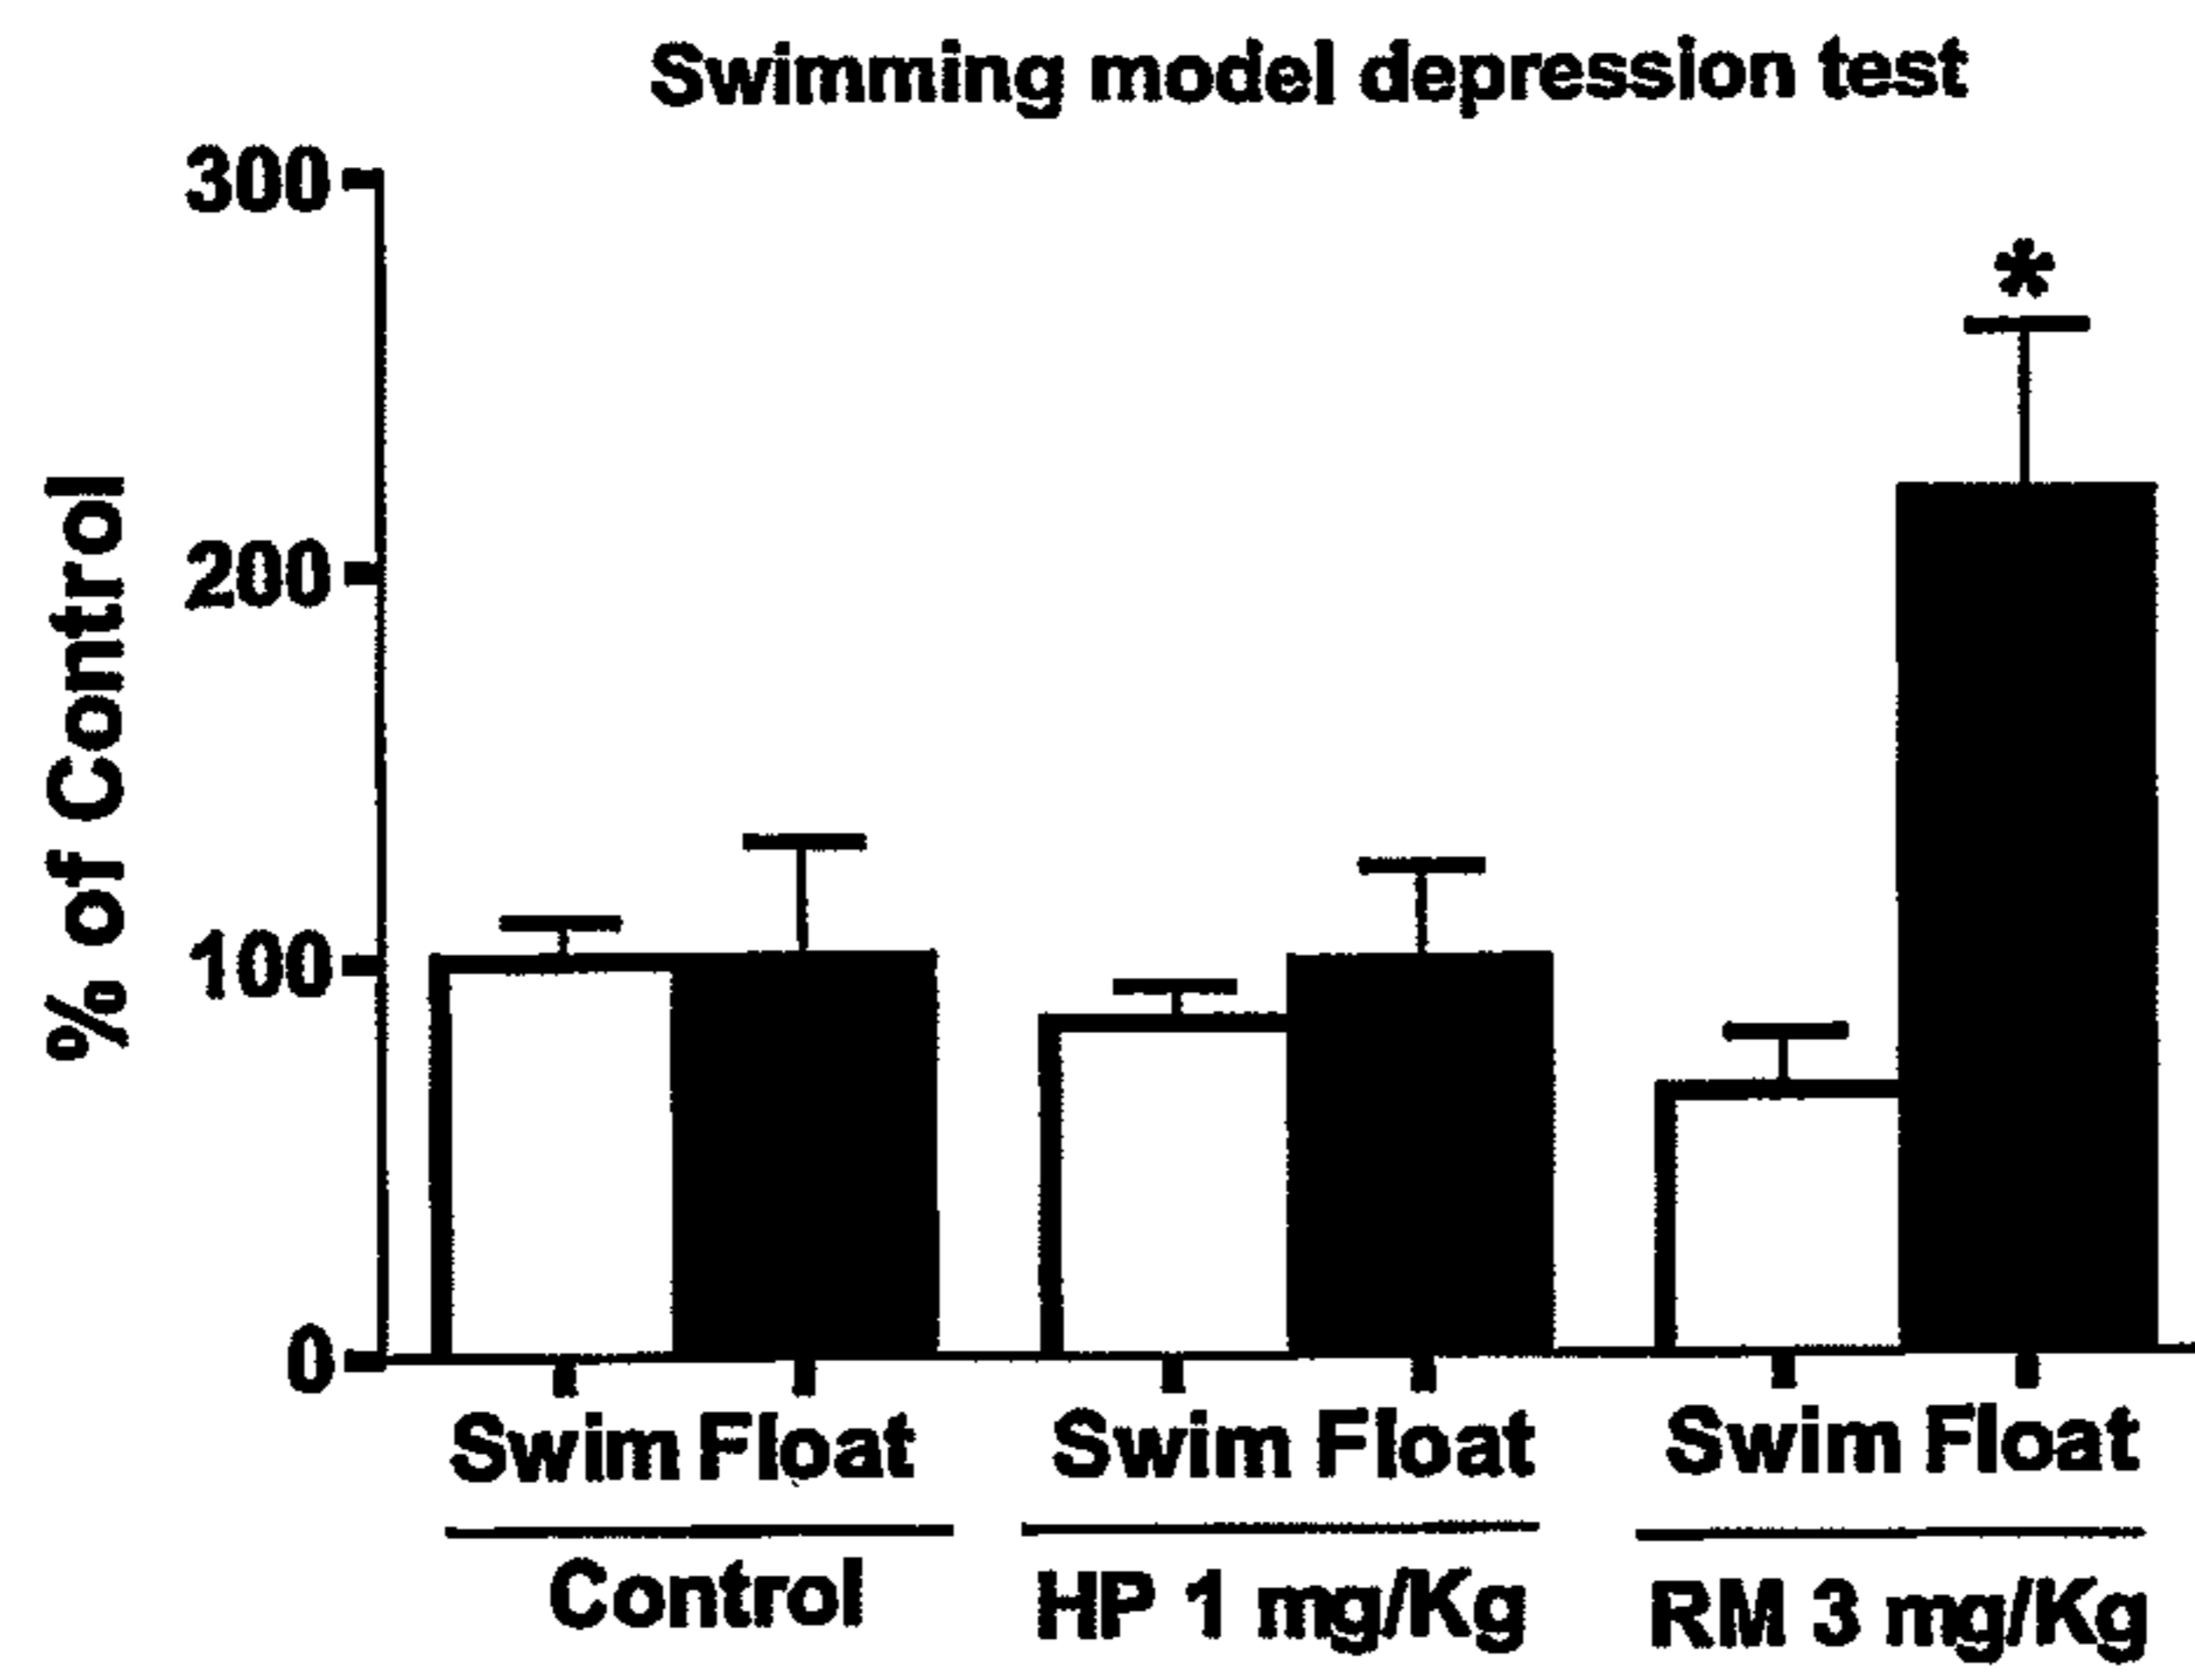 Swimming model depression test
300
200
100
0
% of Control
*
Swim Float Swim Float Swim Float
Control HP 1 mg/Kg RM 3 mg/Kg